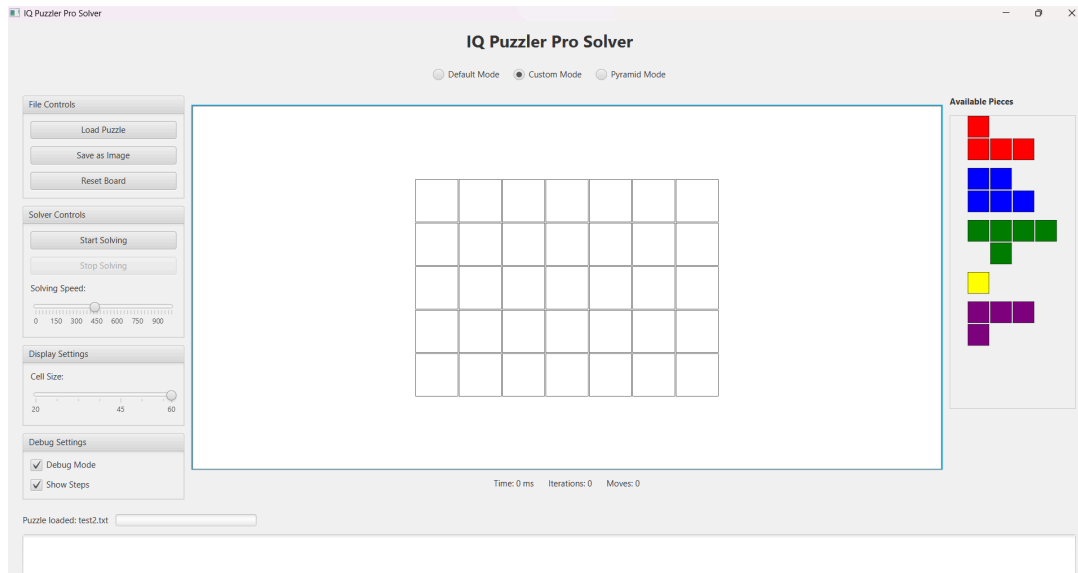 IQ Puzzler Pro Solver
IQ Puzzler Pro Solver
Default Mode Custom Mode Pyramid Mode
File Controls
Load Puzzle
Save as Image
Reset Board
Solver Controls
Start Solving
Stop Solving
Solving Speed:
0 150 300 450 600 750 900
Display Settings
Cell Size:
20 45 60
Debug Settings
Debug Mode
Show Steps
Available Pieces
Time: 0 ms Iterations: 0 Moves: 0
Puzzle loaded: test2.txt